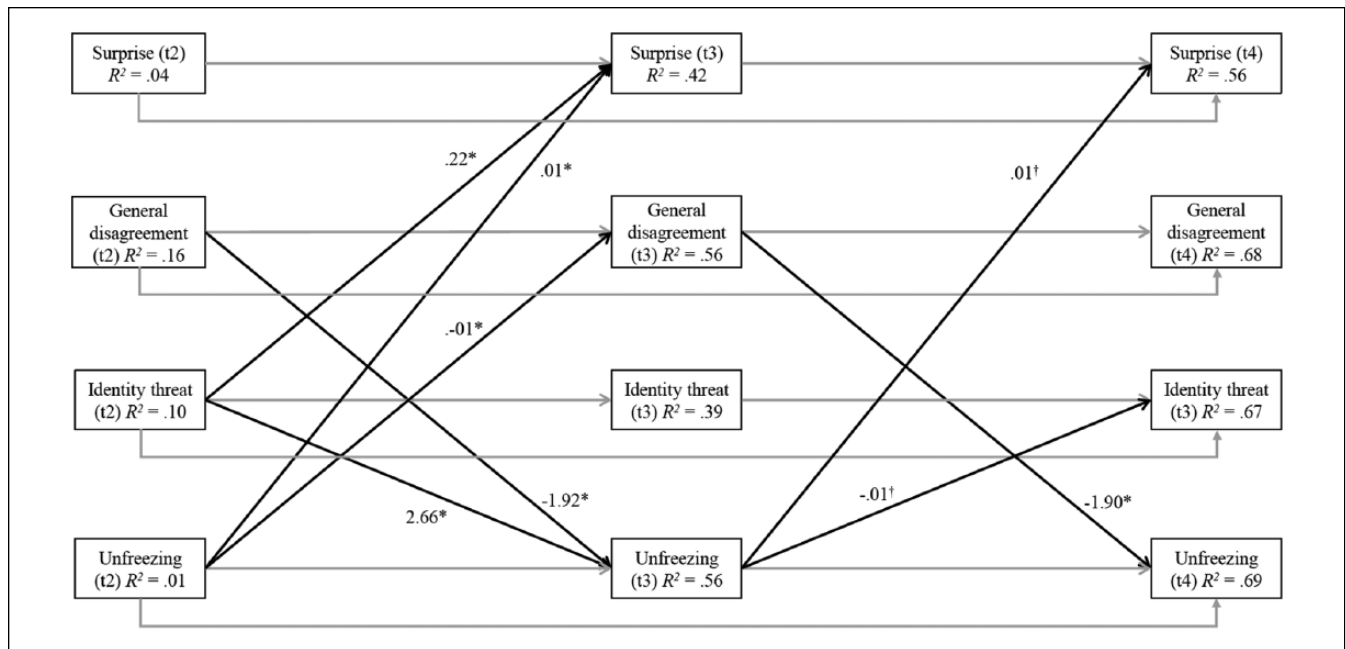 Surprise (t2)
R² = .04
Surprise (t3)
R² = .42
Surprise (t4)
R² = .56
.22*
.01*
.01†
General
disagreement
(t2) R² = .16
General
disagreement
(t3) R² = .56
General
disagreement
(t4) R² = .68
.-01*
Identity threat
(t2) R² = .10
Identity threat
(t3) R² = .39
Identity threat
(t3) R² = .67
-1.92*
-.01†
-1.90*
2.66*
Unfreezing
(t2) R² = .01
Unfreezing
(t3) R² = .56
Unfreezing
(t4) R² = .69